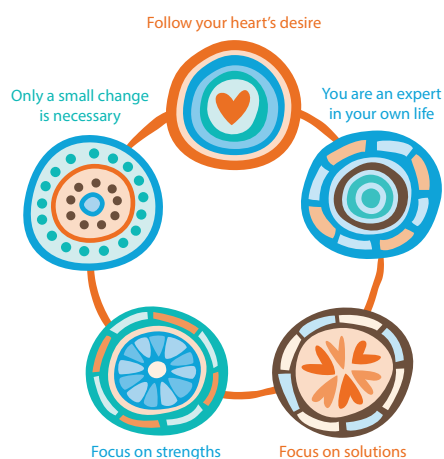 Follow your heart's desire
You are an expert
in your own life
Only a small change
is necessary
Focus on strengths
Focus on solutions